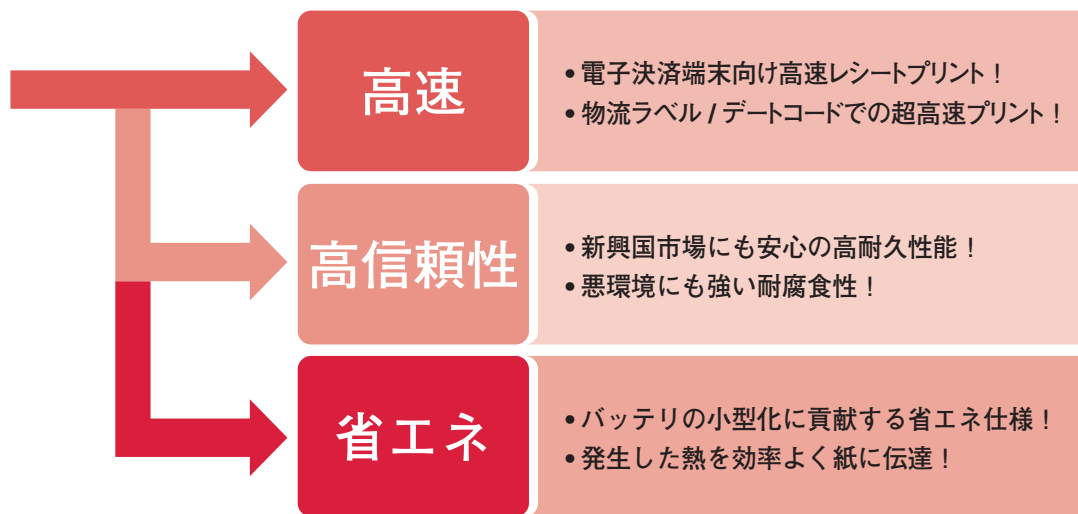 高速
• 電子決済端末向け高速レシートプリント！
• 物流ラベル / デートコードでの超高速プリント！
高信頼性
• 新興国市場にも安心の高耐久性能！
• 悪環境にも強い耐腐食性！
省エネ
• バッテリの小型化に貢献する省エネ仕様！
• 発生した熱を効率よく紙に伝達！